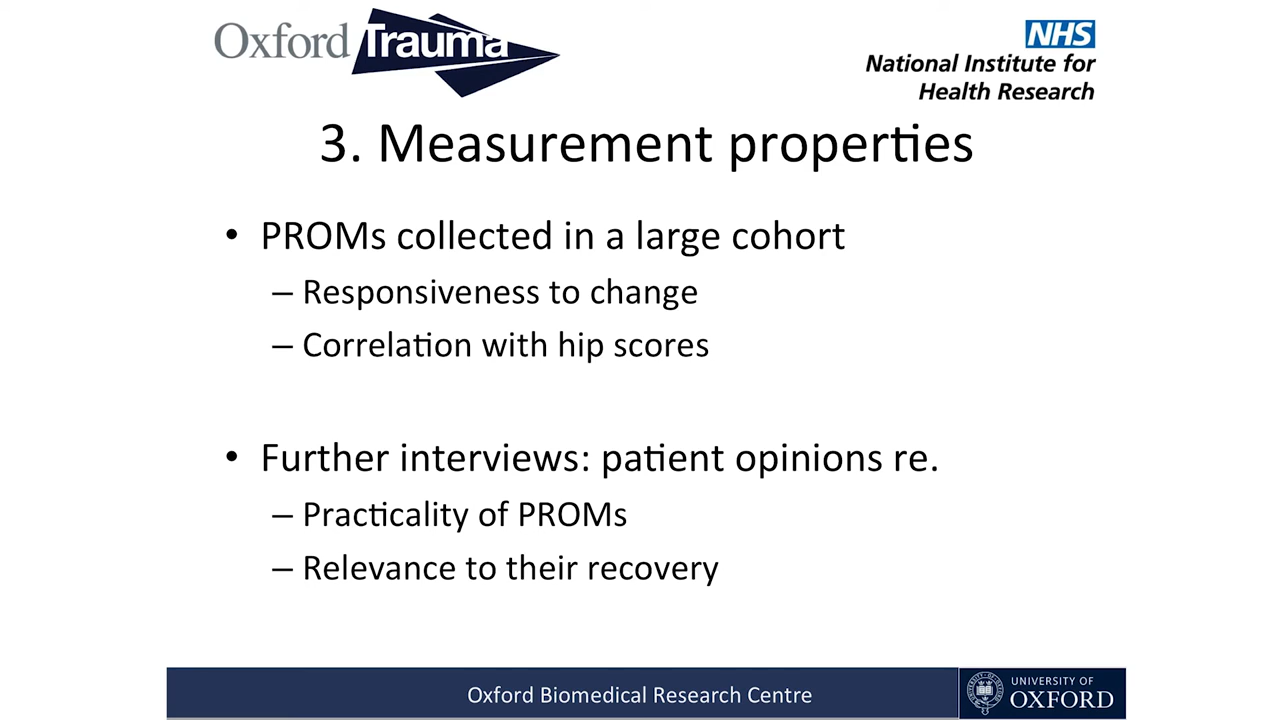 Oxford Trauma
NHS
National Institute for
Health Research
3. Measurement properties
• PROMs collected in a large cohort
– Responsiveness to change
– Correlation with hip scores
• Further interviews: patient opinions re.
– Practicality of PROMs
– Relevance to their recovery
Oxford Biomedical Research Centre
UNIVERSITY OF
OXFORD